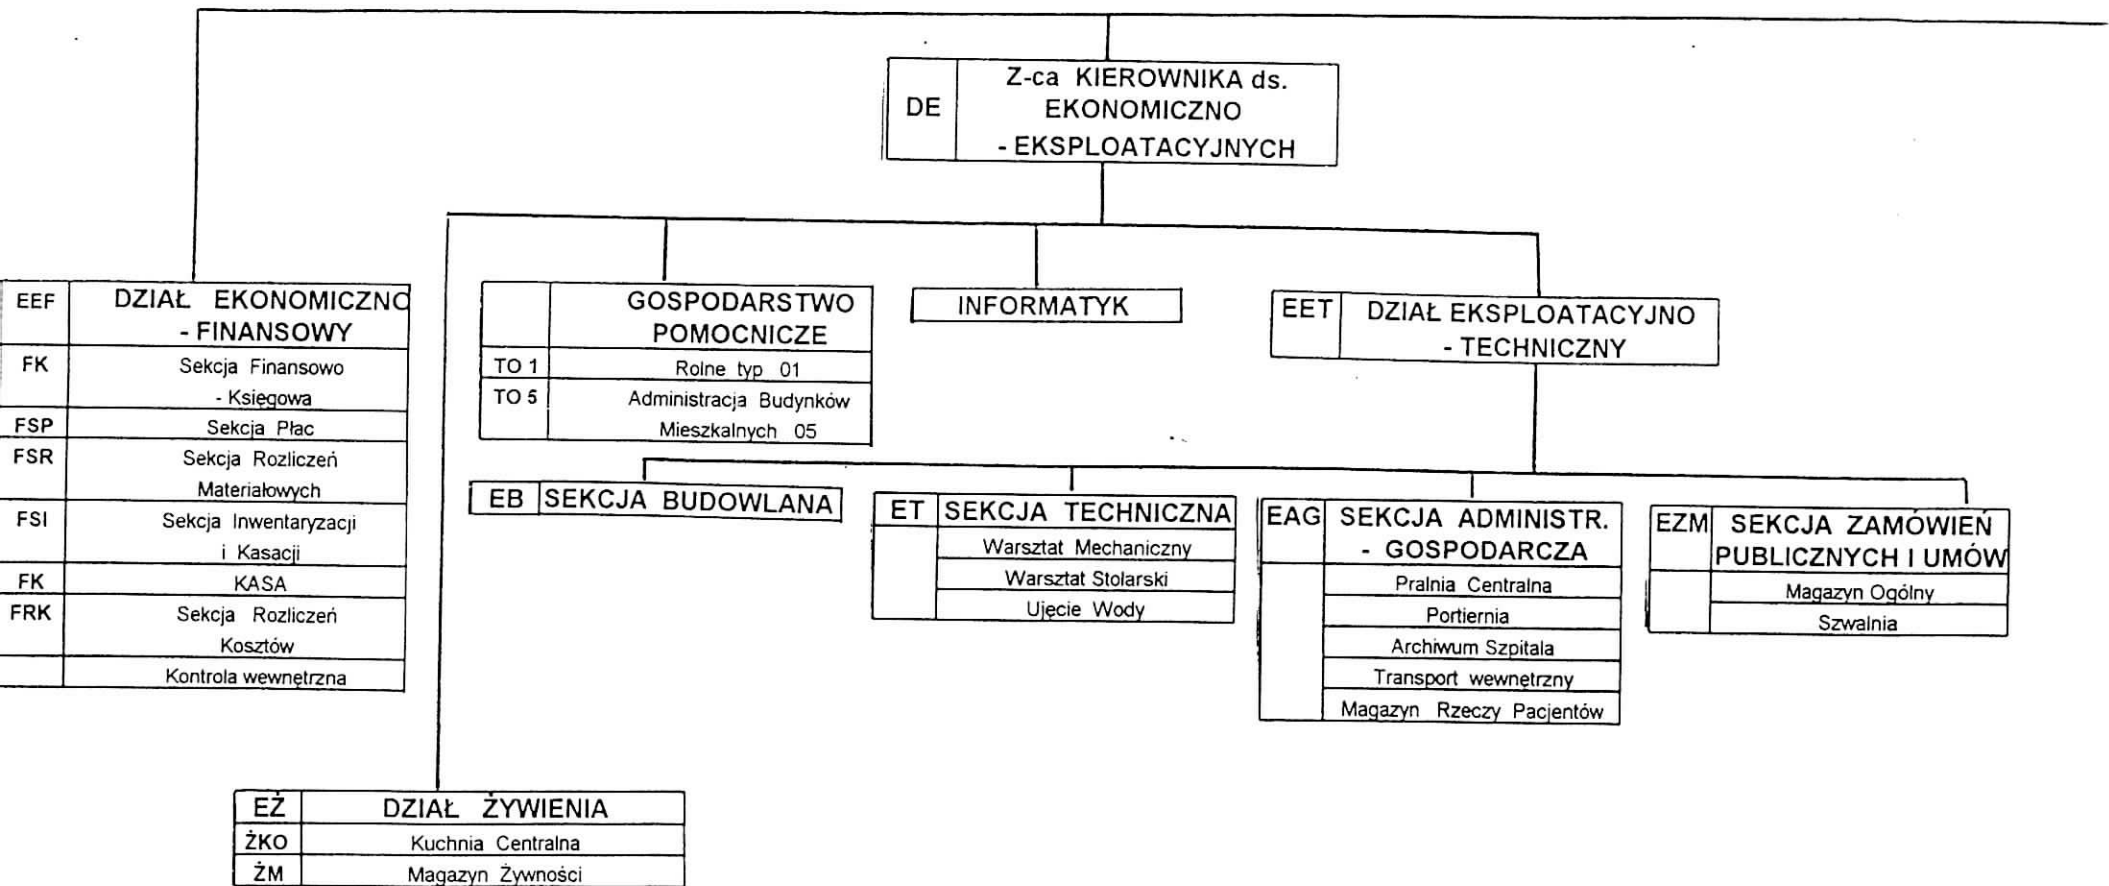 DE
Z-ca KIEROWNIKA ds.
EKONOMICZNO
- EKSPLOATACYJNYCH
EEF DZIAŁ EKONOMICZNO
- FINANSOWY
FK Sekcja Finansowo
- Księgowa
FSP Sekcja Płac
FSR Sekcja Rozliczeń
Materiałowych
FSI Sekcja Inwentaryzacji
i Kasacji
FK KASA
FRK Sekcja Rozliczeń
Kosztów
Kontrola wewnętrzna
GOSPODARSTWO
POMOCNICZE
TO 1 Rolne typ 01
TO 5 Administracja Budynków
Mieszkalnych 05
INFORMATYK
EET DZIAŁ EKSPLOATACYJNO
- TECHNICZNY
EB SEKCJA BUDOWLANA
ET SEKCJA TECHNICZNA
Warsztat Mechaniczny
Warsztat Stolarski
Ujęcie Wody
EAG SEKCJA ADMINISTR.
- GOSPODARCZA
Pralnia Centralna
Portiernia
Archiwum Szpitala
Transport wewnętrzny
Magazyn Rzeczy Pacjentów
EZM SEKCJA ZAMÓWIEŃ
PUBLICZNYCH I UMÓW
Magazyn Ogólny
Szwalnia
EŻ DZIAŁ ŻYWIENIA
ŻKO Kuchnia Centralna
ŻM Magazyn Żywności